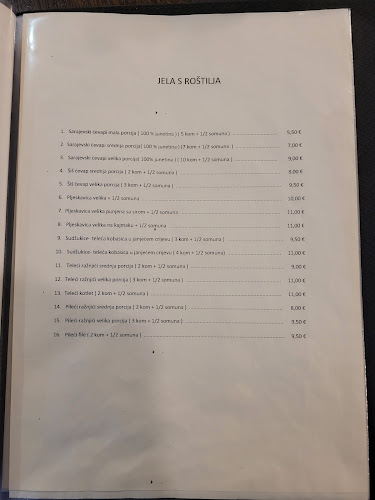 JELA S ROŠTILJA
1. Sarajevski ćevapi mala porcija ( 100 % junetina ) ( 5 kom + 1/2 somuna ) 5,50 €
2. Sarajevski ćevapi srednja porcija( 100 % junetina ) (7 kom + 1/2 somuna ) 7,00 €
3. Sarajevski ćevapi velika porcija( 100% junetina ) ( 10 kom + 1/2 somuna ) 9,00 €
4. Šiš ćevap srednja porcija ( 2 kom + 1/2 somuna ) 8,00 €
5. Šiš ćevap velika porcija ( 3 kom + 1/2 somuna ) 9,50 €
6. Pljeskavica velika + 1/2 somuna 10,00 €
7. Pljeskavica velika punjena sa sirom + 1/2 somuna 11,00 €
8. Pljeskavica velika na kajmaku + 1/2 somuna 11,00 €
9. Sudžukice- teleća kobasica u janjećem crijevu ( 3 kom + 1/2 somuna ) 9,50 €
10. Sudžukice- teleća kobasica u janjećem crijevu ( 4 kom + 1/2 somuna ) 11,00 €
11. Teleći ražnjići srednja porcija ( 2 kom + 1/2 somuna ) 9,00 €
12. Teleći ražnjići velika porcija ( 3 kom + 1/2 somuna ) 11,00 €
13. Teleći kotlet ( 2 kom + 1/2 somuna ) 11,00 €
14. Pileći ražnjići srednja porcija ( 2 kom + 1/2 somuna ) 8,00 €
15. Pileći ražnjići velika porcija ( 3 kom + 1/2 somuna ) 9,50 €
16. Pileći file ( 2 kom + 1/2 somuna ) 9,50 €